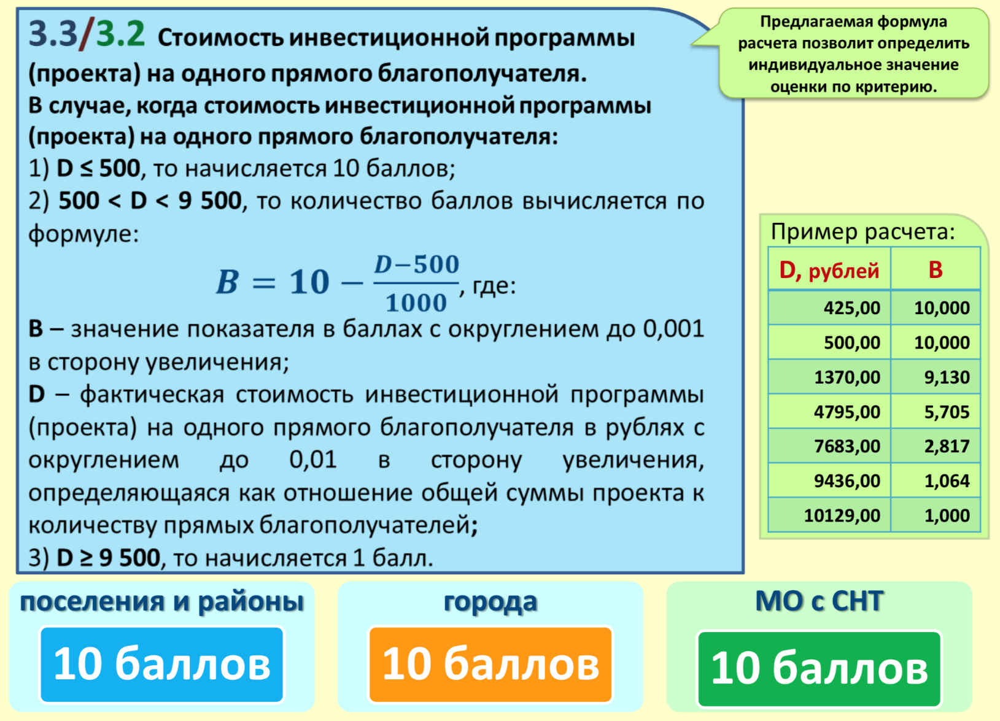 3.3/3.2 Стоимость инвестиционной программы
(проекта) на одного прямого благополучателя.
В случае, когда стоимость инвестиционной программы
(проекта) на одного прямого благополучателя:
1) D ≤ 500, то начисляется 10 баллов;
2) 500 < D < 9 500, то количество баллов вычисляется по
формуле:
B = 10 − (D−500)/1000, где:
B – значение показателя в баллах с округлением до 0,001
в сторону увеличения;
D – фактическая стоимость инвестиционной программы
(проекта) на одного прямого благополучателя в рублях с
округлением до 0,01 в сторону увеличения,
определяющаяся как отношение общей суммы проекта к
количеству прямых благополучателей;
3) D ≥ 9 500, то начисляется 1 балл.
Предлагаемая формула
расчета позволит определить
индивидуальное значение
оценки по критерию.
Пример расчета:
D, рублей B
425,00 10,000
500,00 10,000
1370,00 9,130
4795,00 5,705
7683,00 2,817
9436,00 1,064
10129,00 1,000
поселения и районы
10 баллов
города
10 баллов
МО с СНТ
10 баллов